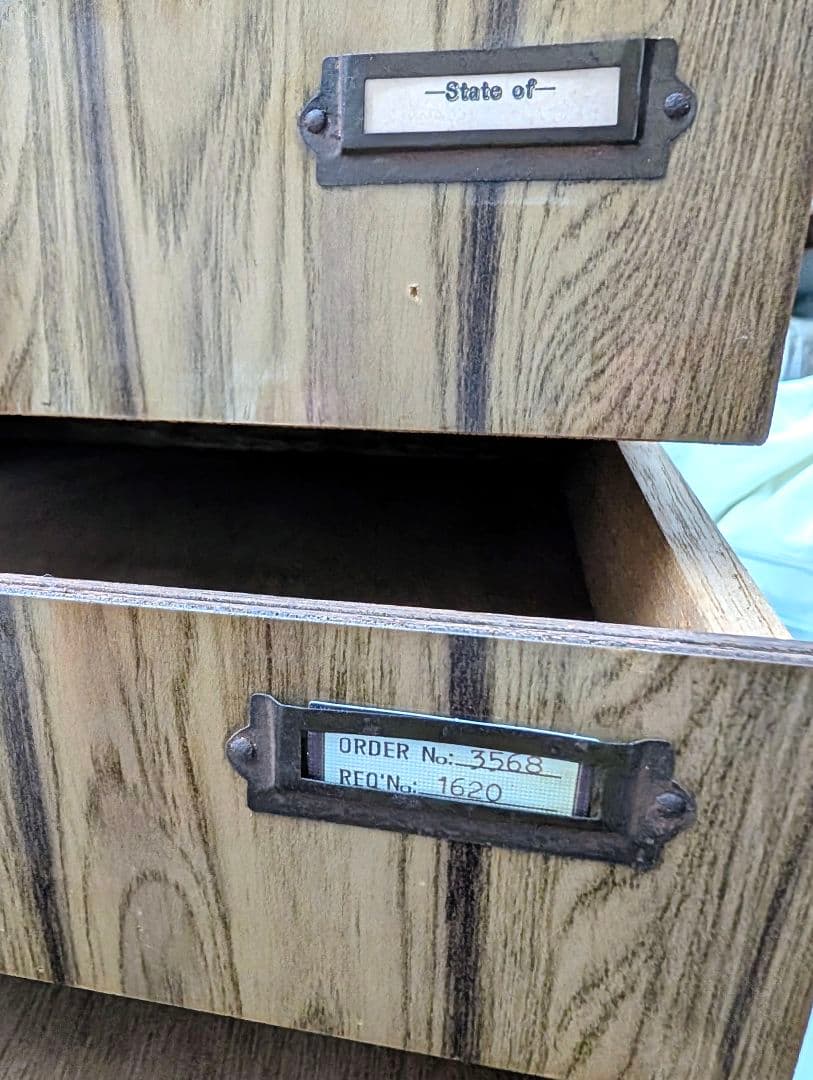 —State of—
ORDER No: 3568
REQ'No: 1620